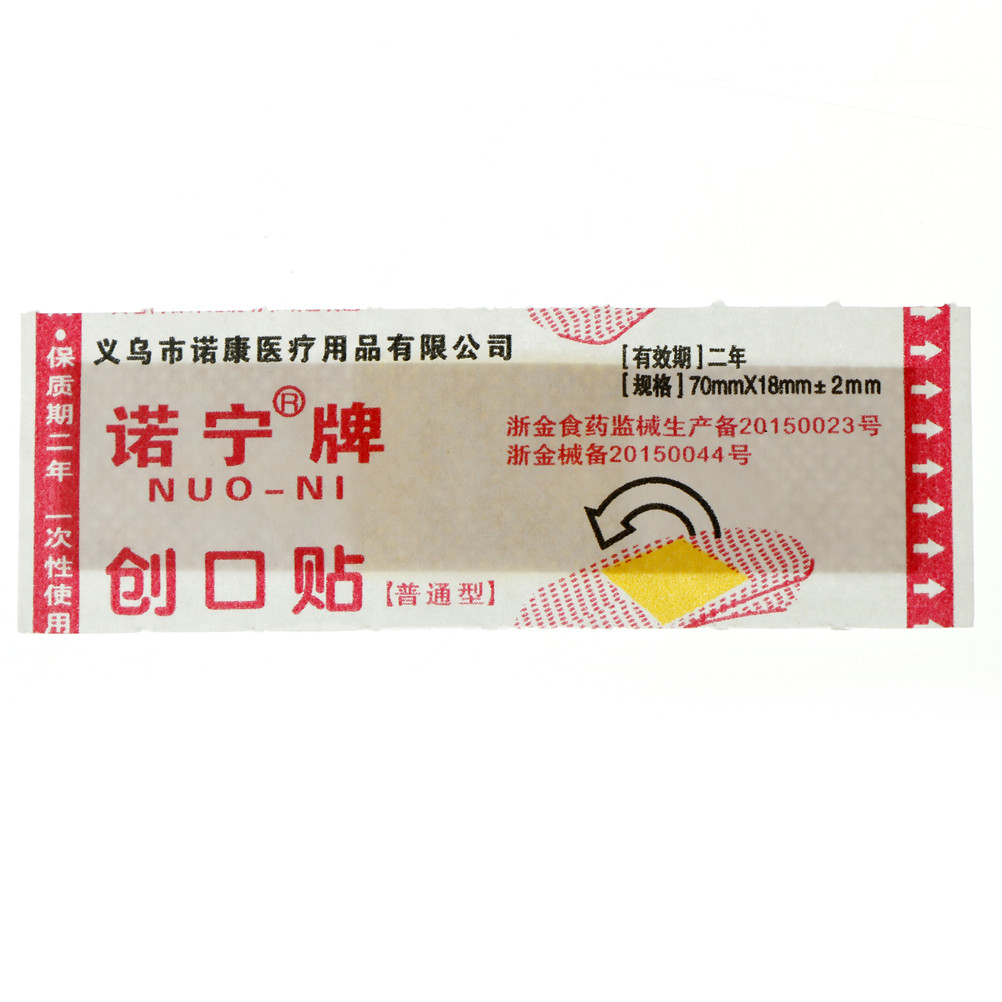 义乌市诺康医疗用品有限公司
[有效期]二年
[规格]70mmX18mm±2mm
诺宁®牌
NUO-NI
浙金食药监械生产备20150023号
浙金械备20150044号
创口贴【普通型】
•保质期二年 一次性使用